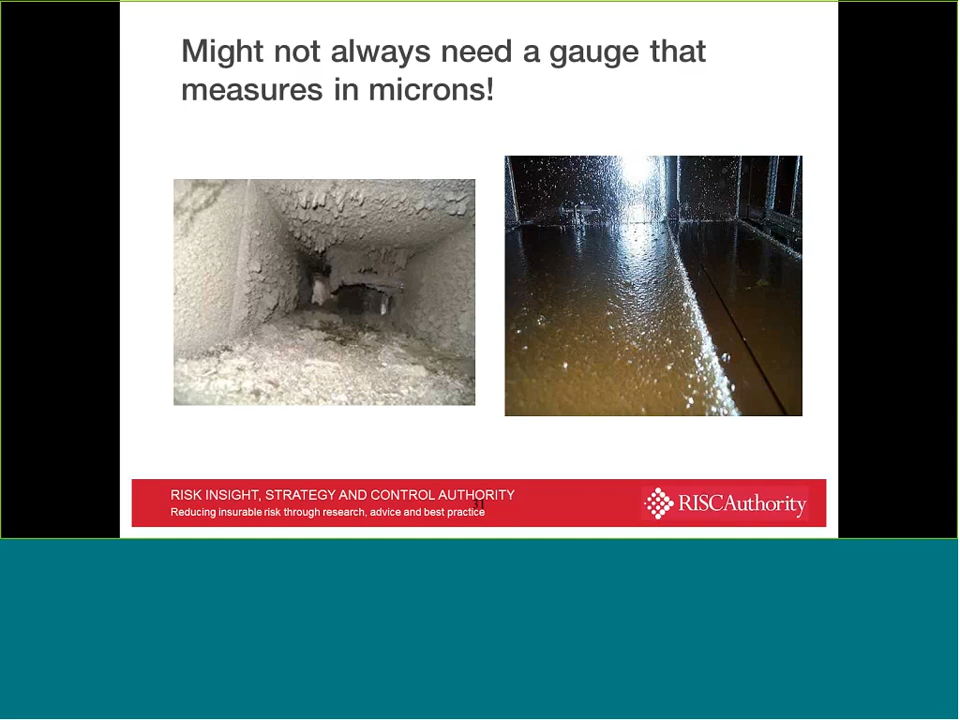 Might not always need a gauge that
measures in microns!
RISK INSIGHT, STRATEGY AND CONTROL AUTHORITY
Reducing insurable risk through research, advice and best practice
31
RISCAuthority